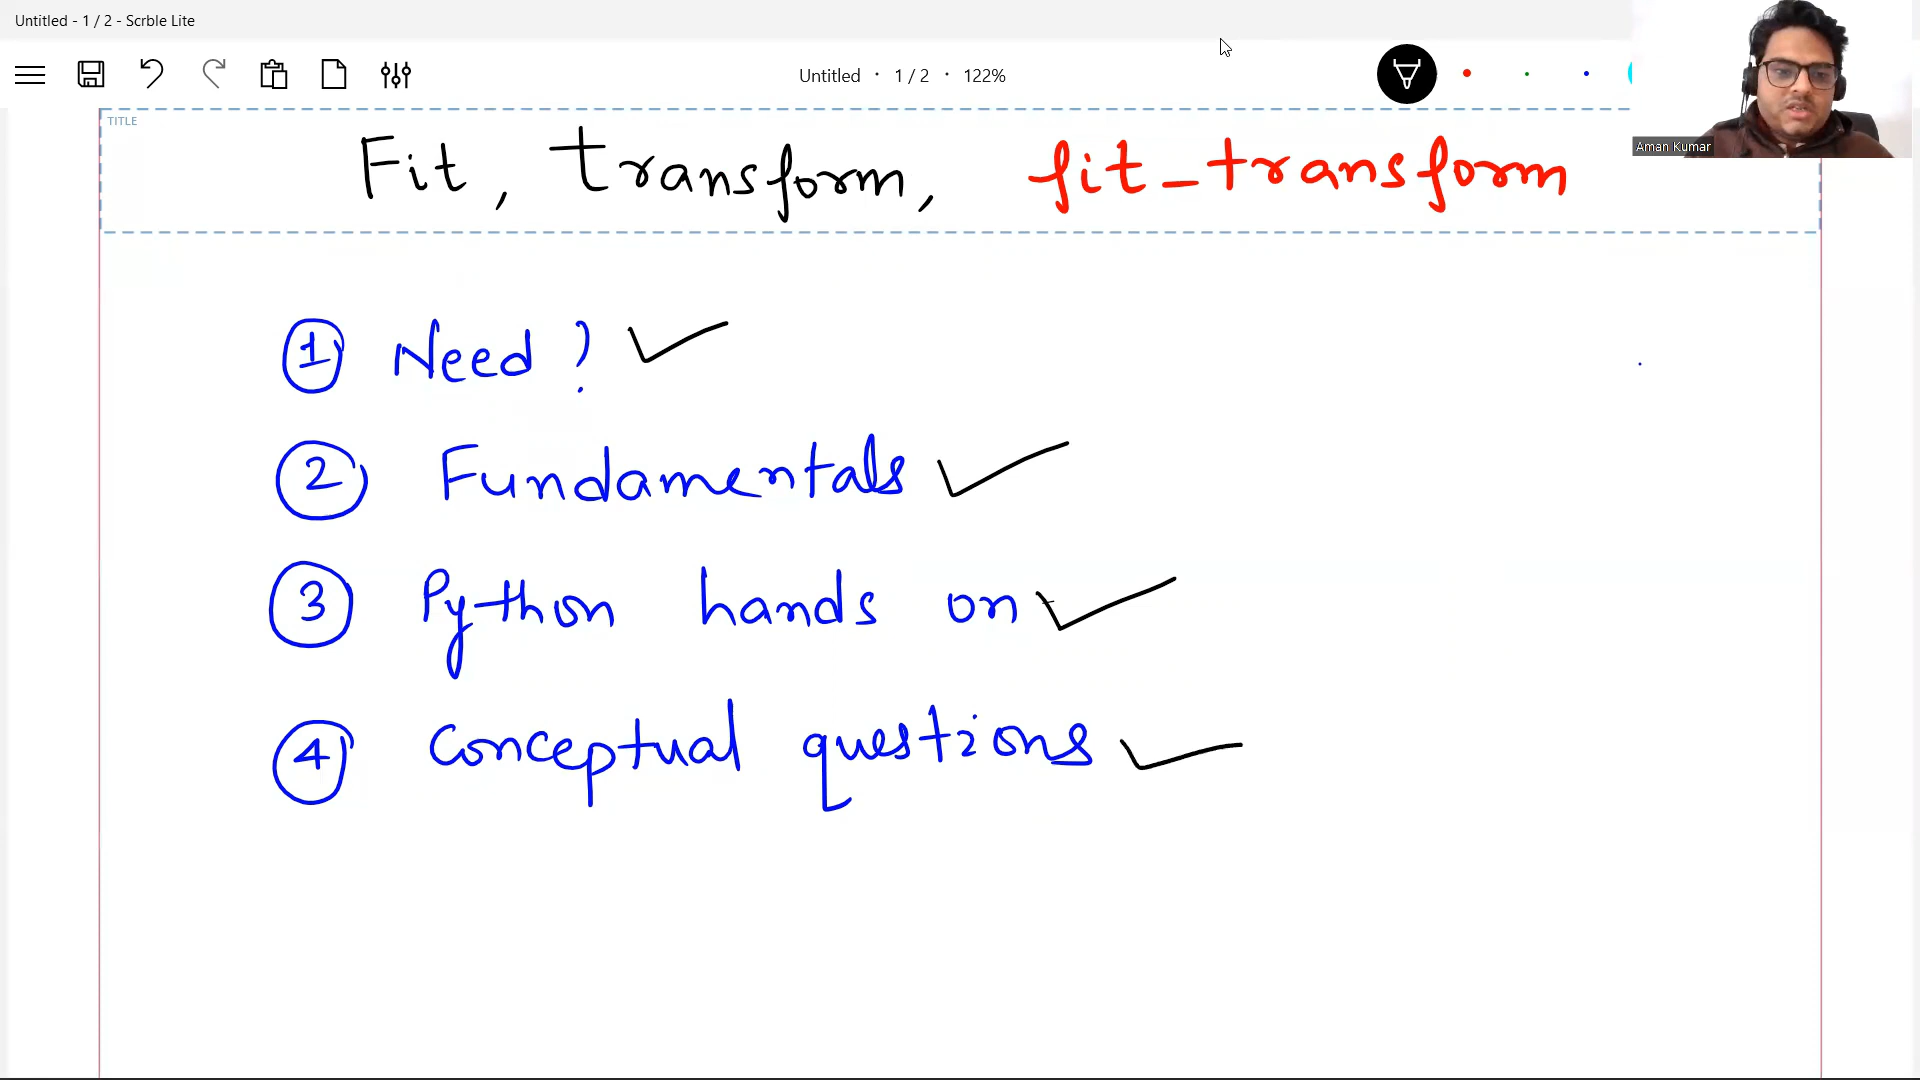 Untitled - 1 / 2 - Scrble Lite
Untitled · 1 / 2 · 122%
Aman Kumar
TITLE
Fit, transform, fit_transform
1 Need?
2 Fundamentals
3 Python hands on
4 Conceptual questions